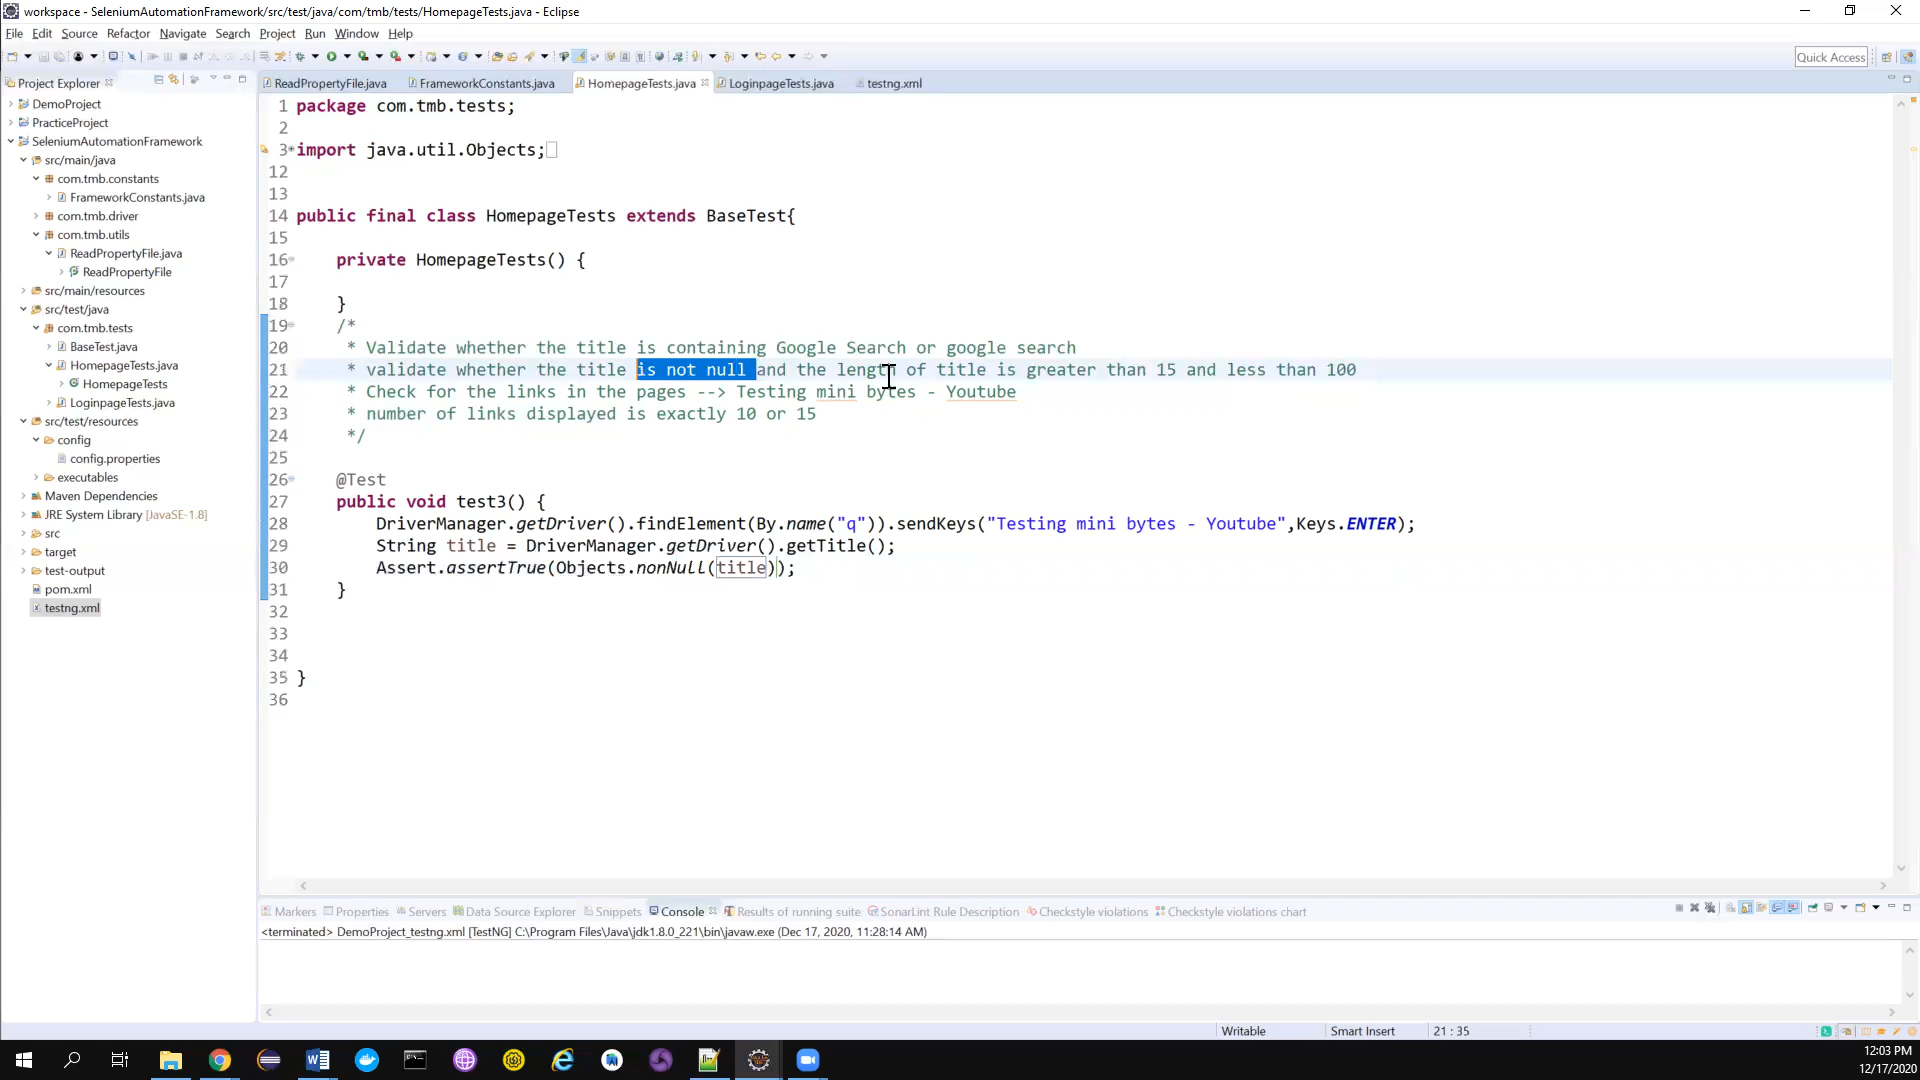 workspace - SeleniumAutomationFramework/src/test/java/com/tmb/tests/HomepageTests.java - Eclipse
File Edit Source Refactor Navigate Search Project Run Window Help
Quick Access
Project Explorer
DemoProject
PracticeProject
SeleniumAutomationFramework
src/main/java
com.tmb.constants
FrameworkConstants.java
com.tmb.driver
com.tmb.utils
ReadPropertyFile.java
ReadPropertyFile
src/main/resources
src/test/java
com.tmb.tests
BaseTest.java
HomepageTests.java
HomepageTests
LoginpageTests.java
src/test/resources
config
config.properties
executables
Maven Dependencies
JRE System Library [JavaSE-1.8]
src
target
test-output
pom.xml
testng.xml
ReadPropertyFile.java FrameworkConstants.java HomepageTests.java LoginpageTests.java testng.xml
1 package com.tmb.tests;
2
3 import java.util.Objects;
12
13
14 public final class HomepageTests extends BaseTest{
15
16 private HomepageTests() {
17
18 }
19 /*
20 * Validate whether the title is containing Google Search or google search
21 * validate whether the title is not null and the length of title is greater than 15 and less than 100
22 * Check for the links in the pages --> Testing mini bytes - Youtube
23 * number of links displayed is exactly 10 or 15
24 */
25
26 @Test
27 public void test3() {
28 DriverManager.getDriver().findElement(By.name("q")).sendKeys("Testing mini bytes - Youtube",Keys.ENTER);
29 String title = DriverManager.getDriver().getTitle();
30 Assert.assertTrue(Objects.nonNull(title));
31 }
32
33
34
35 }
36
Markers Properties Servers Data Source Explorer Snippets Console Results of running suite SonarLint Rule Description Checkstyle violations Checkstyle violations chart
<terminated> DemoProject_testng.xml [TestNG] C:\Program Files\Java\jdk1.8.0_221\bin\javaw.exe (Dec 17, 2020, 11:28:14 AM)
Writable Smart Insert 21 : 35
12:03 PM
12/17/2020